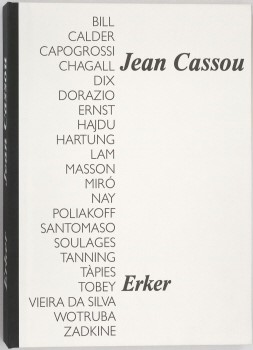 Jean Cassou
Erker
BILL
CALDER
CAPOGROSSI
CHAGALL
Jean Cassou
DIX
DORAZIO
ERNST
HAJDU
HARTUNG
LAM
MASSON
MIRÓ
NAY
POLIAKOFF
SANTOMASO
SOULAGES
TANNING
TÀPIES
Erker
TOBEY
VIEIRA DA SILVA
WOTRUBA
ZADKINE